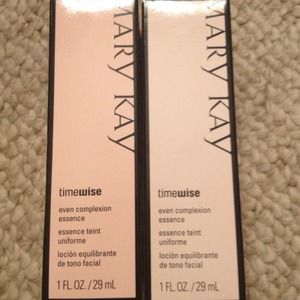 MARY KAY
timewise
even complexion
essence
essence teint
uniforme
loción equilibrante
de tono facial
1 FL. OZ. / 29 mL
MARY KAY
timewise
even complexion
essence
essence teint
uniforme
loción equilibrante
de tono facial
1 FL. OZ. / 29 mL